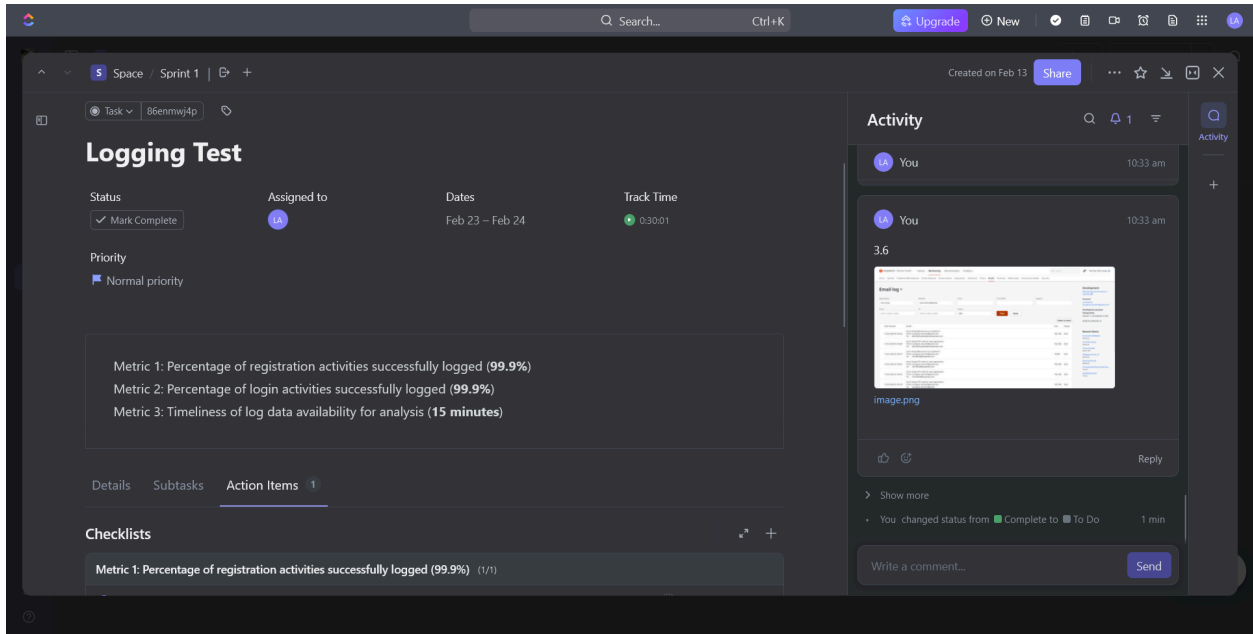 Search...
Ctrl+K
Upgrade
New
LA
S Space / Sprint 1
Created on Feb 13
Share
Task
86enmwj4p
Logging Test
Status
Assigned to
Dates
Track Time
Mark Complete
LA
Feb 23 – Feb 24
0:30:01
Priority
Normal priority
Metric 1: Percentage of registration activities successfully logged (99.9%)
Metric 2: Percentage of login activities successfully logged (99.9%)
Metric 3: Timeliness of log data availability for analysis (15 minutes)
Details
Subtasks
Action Items 1
Checklists
Metric 1: Percentage of registration activities successfully logged (99.9%) (1/1)
Activity
1
LA You
10:33 am
LA You
10:33 am
3.6
Email log
image.png
Reply
Show more
You changed status from Complete to To Do
1 min
Write a comment...
Send
Activity